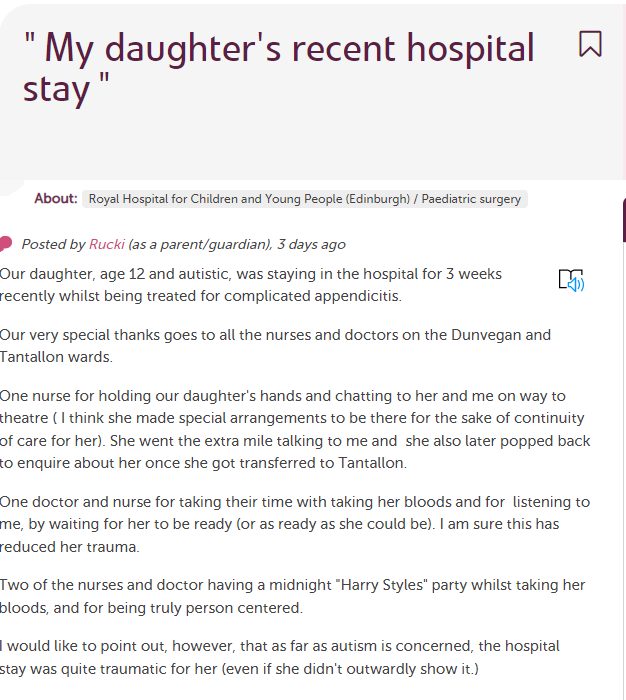 " My daughter's recent hospital
stay "
About: Royal Hospital for Children and Young People (Edinburgh) / Paediatric surgery
Posted by Rucki (as a parent/guardian), 3 days ago
Our daughter, age 12 and autistic, was staying in the hospital for 3 weeks
recently whilst being treated for complicated appendicitis.
Our very special thanks goes to all the nurses and doctors on the Dunvegan and
Tantallon wards.
One nurse for holding our daughter's hands and chatting to her and me on way to
theatre ( I think she made special arrangements to be there for the sake of continuity
of care for her). She went the extra mile talking to me and  she also later popped back
to enquire about her once she got transferred to Tantallon.
One doctor and nurse for taking their time with taking her bloods and for  listening to
me, by waiting for her to be ready (or as ready as she could be). I am sure this has
reduced her trauma.
Two of the nurses and doctor having a midnight "Harry Styles" party whilst taking her
bloods, and for being truly person centered.
I would like to point out, however, that as far as autism is concerned, the hospital
stay was quite traumatic for her (even if she didn't outwardly show it.)